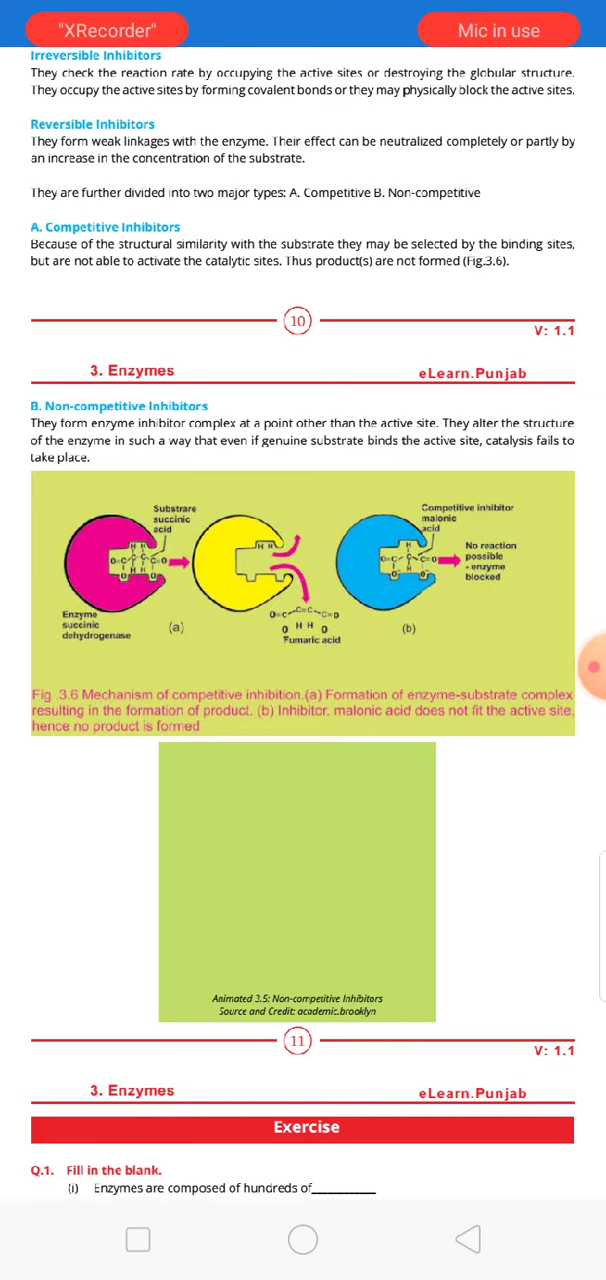 "XRecorder"
Mic in use
Irreversible Inhibitors
They check the reaction rate by occupying the active sites or destroying the globular structure.
They occupy the active sites by forming covalent bonds or they may physically block the active sites.
Reversible Inhibitors
They form weak linkages with the enzyme. Their effect can be neutralized completely or partly by
an increase in the concentration of the substrate.
They are further divided into two major types: A. Competitive B. Non-competitive
A. Competitive Inhibitors
Because of the structural similarity with the substrate they may be selected by the binding sites,
but are not able to activate the catalytic sites. Thus product(s) are not formed (Fig.3.6).
10
V: 1.1
3. Enzymes
eLearn.Punjab
B. Non-competitive Inhibitors
They form enzyme inhibitor complex at a point other than the active site. They alter the structure
of the enzyme in such a way that even if genuine substrate binds the active site, catalysis fails to
take place.
Substrare
succinic
acid
Enzyme
succinic
dehydrogenase
(a)
H H
O=C-C=C-C=O
O H H O
Fumaric acid
Competitive inhibitor
malonic
acid
No reaction
possible
- enzyme
blocked
(b)
Fig .3.6 Mechanism of competitive inhibition.(a) Formation of enzyme-substrate complex
resulting in the formation of product. (b) Inhibitor. malonic acid does not fit the active site,
hence no product is formed
Animated 3.5: Non-competitive Inhibitors
Source and Credit: academic.brooklyn
11
V: 1.1
3. Enzymes
eLearn.Punjab
Exercise
Q.1. Fill in the blank.
(i) Enzymes are composed of hundreds of__________